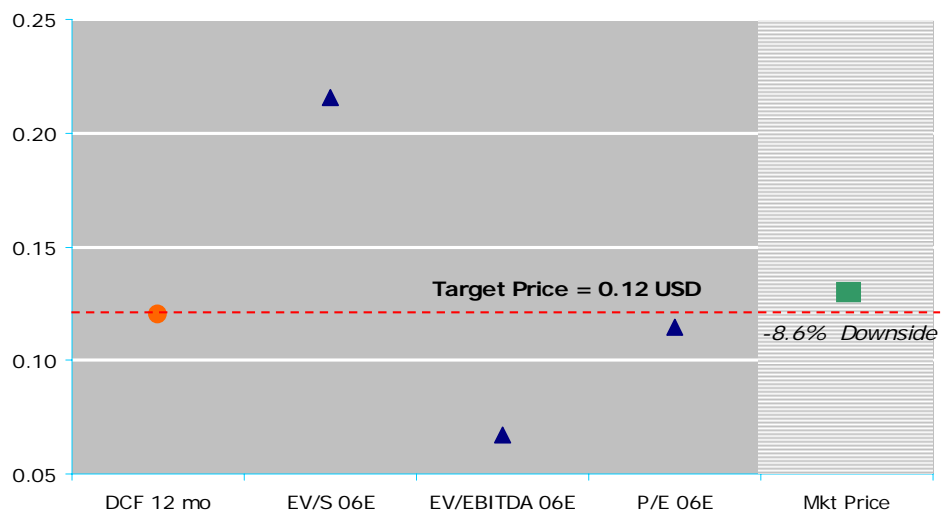 0.25
0.20
0.15
0.10
0.05
Target Price = 0.12 USD
-8.6% Downside
DCF 12 mo
EV/S 06E
EV/EBITDA 06E
P/E 06E
Mkt Price